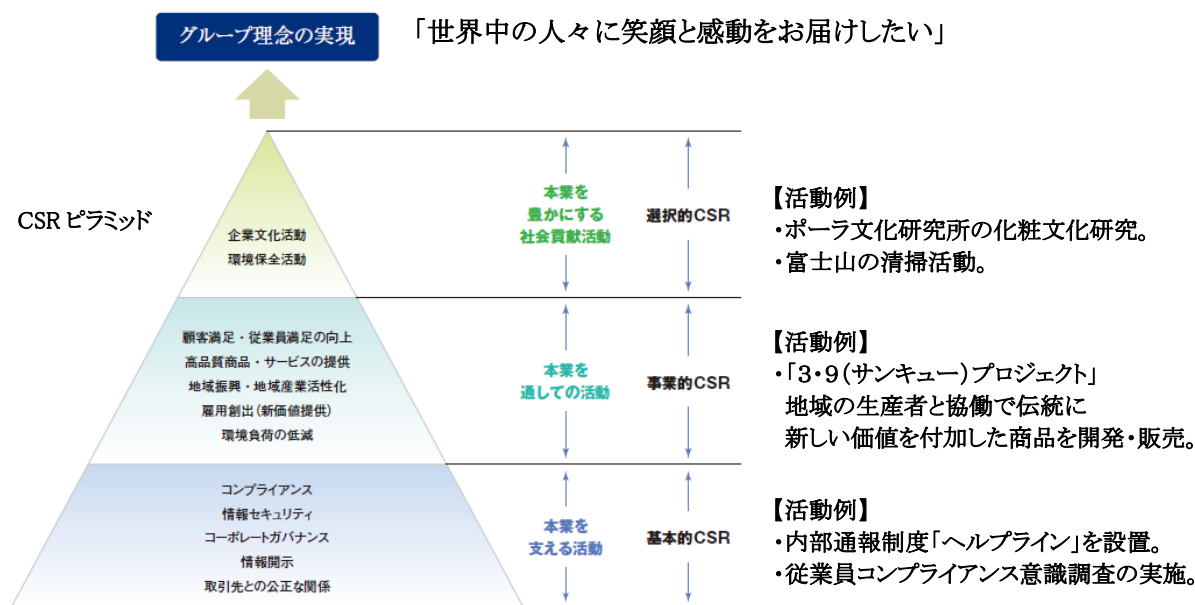 グループ理念の実現
「世界中の人々に笑顔と感動をお届けしたい」
CSRピラミッド
企業文化活動
環境保全活動
本業を
豊かにする
社会貢献活動
選択的CSR
【活動例】
・ポーラ文化研究所の化粧文化研究。
・富士山の清掃活動。
顧客満足・従業員満足の向上
高品質商品・サービスの提供
地域振興・地域産業活性化
雇用創出(新価値提供)
環境負荷の低減
本業を
通しての活動
事業的CSR
【活動例】
・「3・9(サンキュー)プロジェクト」
地域の生産者と協働で伝統に
新しい価値を付加した商品を開発・販売。
コンプライアンス
情報セキュリティ
コーポレートガバナンス
情報開示
取引先との公正な関係
本業を
支える活動
基本的CSR
【活動例】
・内部通報制度「ヘルプライン」を設置。
・従業員コンプライアンス意識調査の実施。